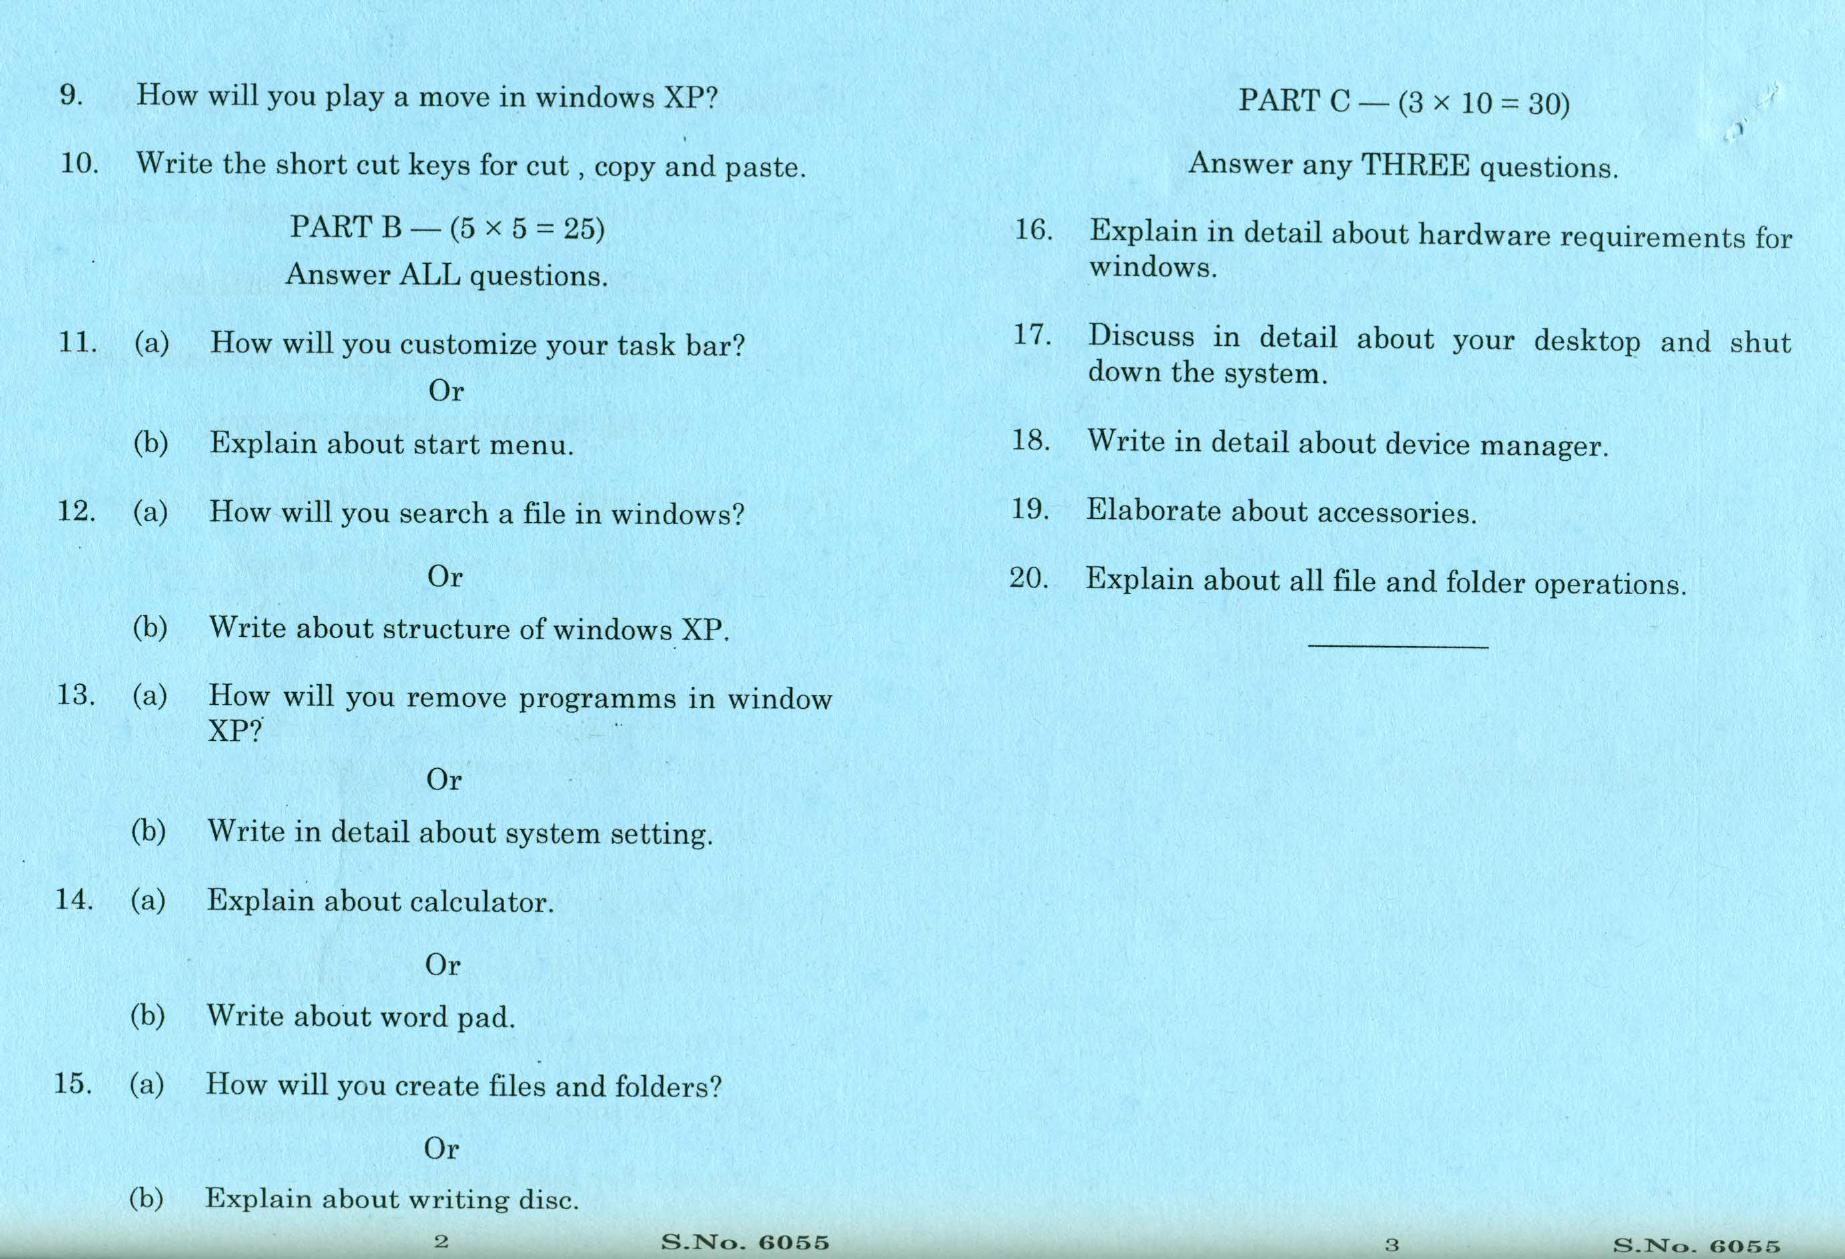 9. How will you play a move in windows XP?
10. Write the short cut keys for cut , copy and paste.
PART B — (5 × 5 = 25)
Answer ALL questions.
11. (a) How will you customize your task bar?
Or
(b) Explain about start menu.
12. (a) How will you search a file in windows?
Or
(b) Write about structure of windows XP.
13. (a) How will you remove programms in window
XP?
Or
(b) Write in detail about system setting.
14. (a) Explain about calculator.
Or
(b) Write about word pad.
15. (a) How will you create files and folders?
Or
(b) Explain about writing disc.
2 S.No. 6055
PART C — (3 × 10 = 30)
Answer any THREE questions.
16. Explain in detail about hardware requirements for
windows.
17. Discuss in detail about your desktop and shut
down the system.
18. Write in detail about device manager.
19. Elaborate about accessories.
20. Explain about all file and folder operations.
3 S.No. 6055